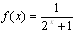 f(x) = 1 / (2^x + 1)